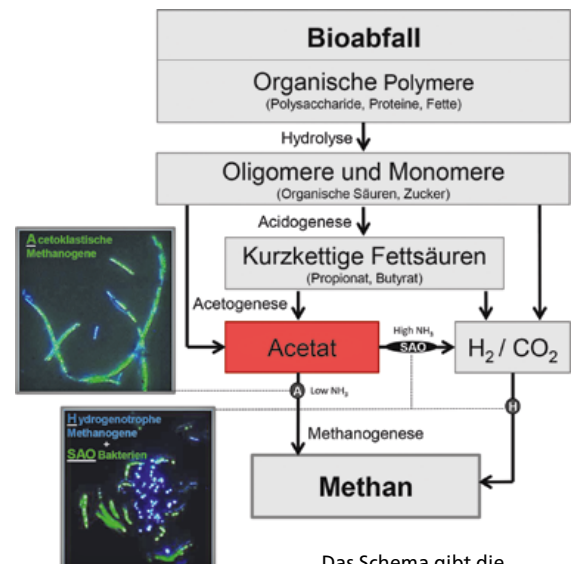 Bioabfall
Organische Polymere
(Polysaccharide, Proteine, Fette)
Hydrolyse
Oligomere und Monomere
(Organische Säuren, Zucker)
Acidogenese
Kurzkettige Fettsäuren
(Propionat, Butyrat)
Acetogenese
Acetoklastische
Methanogene
Acetat
High NH₃
SAO
H₂ / CO₂
A
Low NH₃
H
Hydrogenotrophe
Methanogene
+
SAO Bakterien
Methanogenese
Methan
Das Schema gibt die